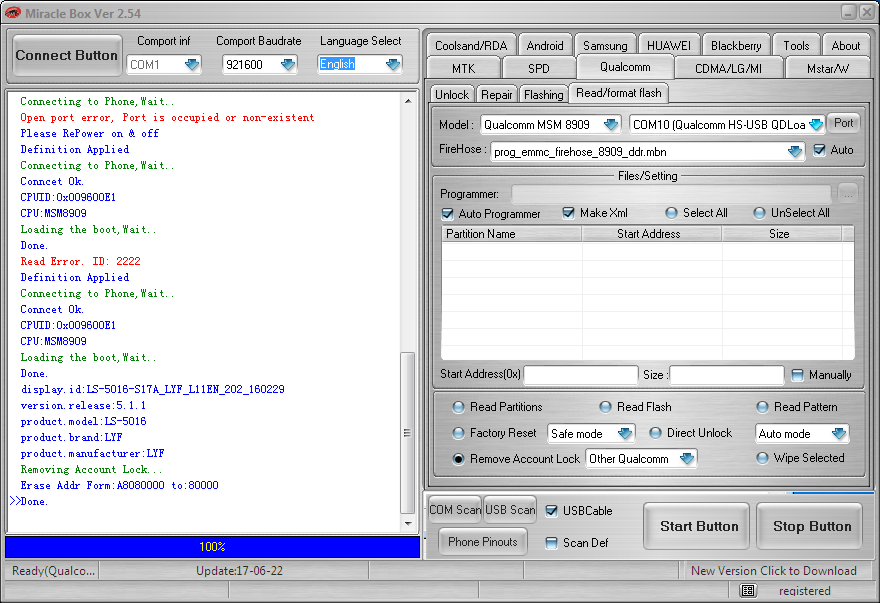 Miracle Box Ver 2.54
Connect Button
Comport inf
COM1
Comport Baudrate
921600
Language Select
English
Connecting to Phone,Wait..
Open port error, Port is occupied or non-existent
Please RePower on & off
Definition Applied
Connecting to Phone,Wait..
Conncet Ok.
CPUID:0x009600E1
CPU:MSM8909
Loading the boot,Wait..
Done.
Read Error. ID: 2222
Definition Applied
Connecting to Phone,Wait..
Conncet Ok.
CPUID:0x009600E1
CPU:MSM8909
Loading the boot,Wait..
Done.
display.id:LS-5016-S17A_LYF_L11EN_202_160229
version.release:5.1.1
product.model:LS-5016
product.brand:LYF
product.manufacturer:LYF
Removing Account Lock...
Erase Addr Form:A8080000 to:80000
>>Done.
100%
Coolsand/RDA Android Samsung HUAWEI Blackberry Tools About
MTK SPD Qualcomm CDMA/LG/MI Mstar/W
Unlock Repair Flashing Read/format flash
Model : Qualcomm MSM 8909 COM10 (Qualcomm HS-USB QDLoa Port
FireHose : prog_emmc_firehose_8909_ddr.mbn Auto
Files/Setting
Programmer: ...
Auto Programmer Make Xml Select All UnSelect All
Partition Name Start Address Size
Start Address(0x) Size : Manually
Read Partitions Read Flash Read Pattern
Factory Reset Safe mode Direct Unlock Auto mode
Remove Account Lock Other Qualcomm Wipe Selected
COM Scan USB Scan USBCable
Phone Pinouts Scan Def
Start Button Stop Button
Ready(Qualco... Update:17-06-22 New Version Click to Download
registered